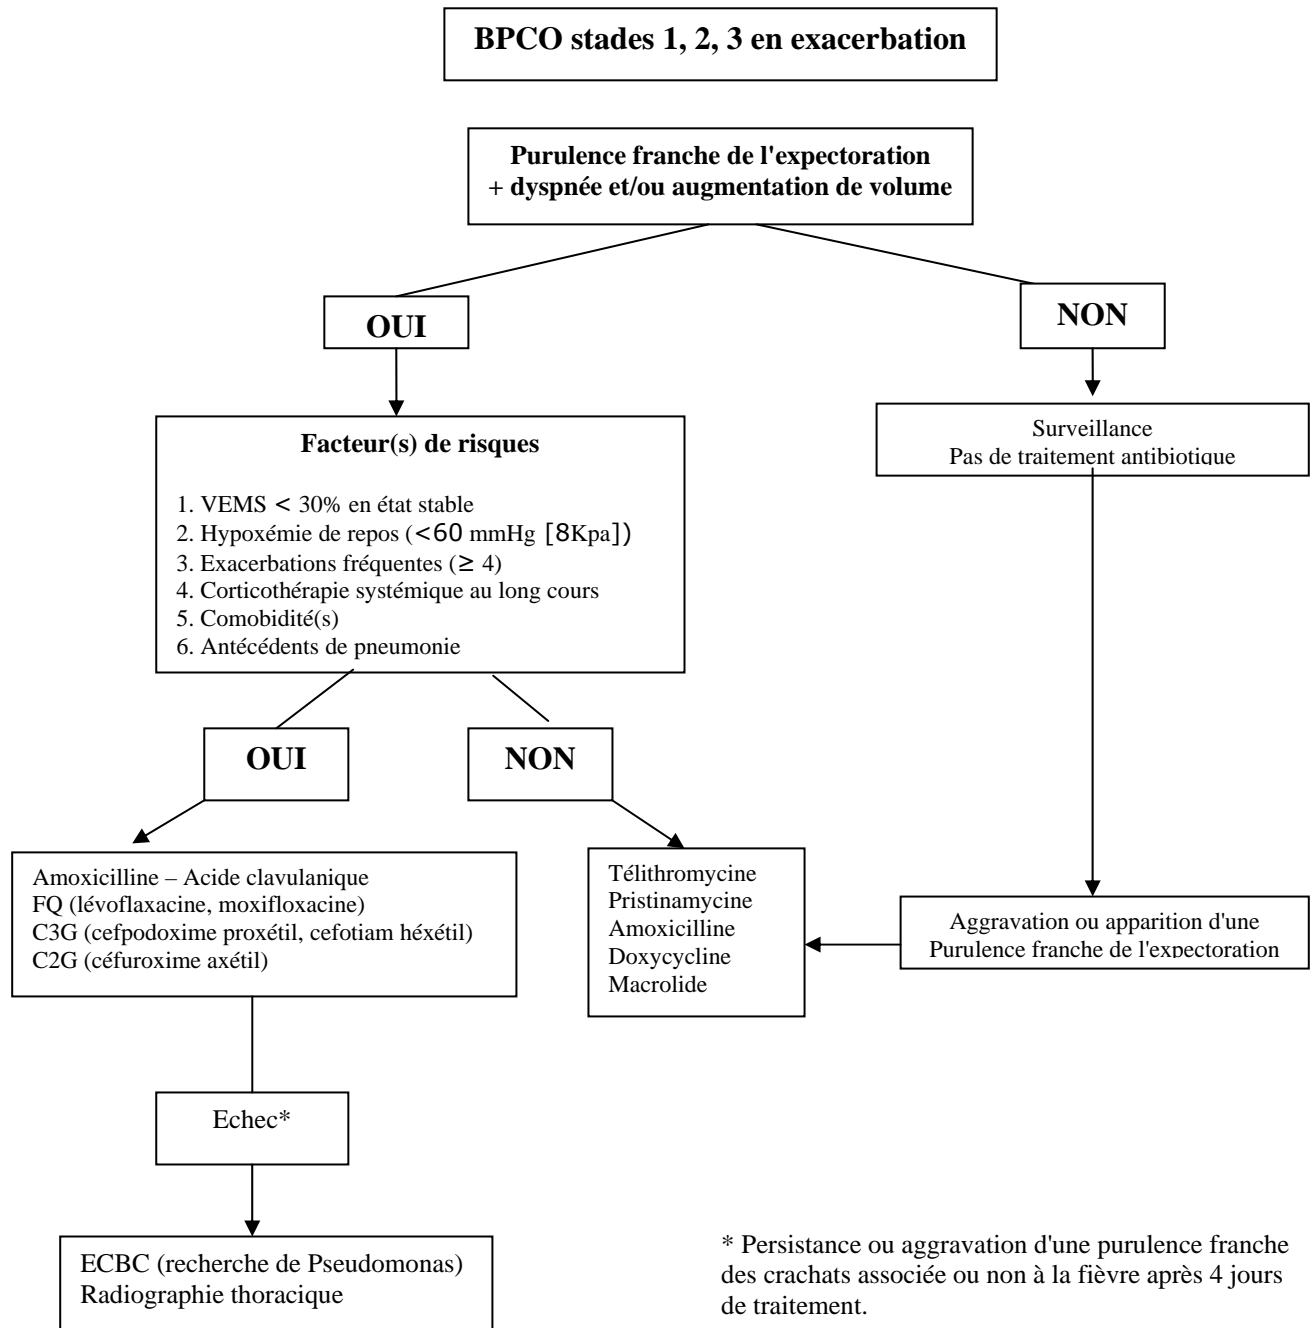 BPCO stades 1, 2, 3 en exacerbation
Purulence franche de l'expectoration
+ dyspnée et/ou augmentation de volume
OUI
NON
Facteur(s) de risques
1. VEMS < 30% en état stable
2. Hypoxémie de repos (<60 mmHg [8Kpa])
3. Exacerbations fréquentes (≥ 4)
4. Corticothérapie systémique au long cours
5. Comobidité(s)
6. Antécédents de pneumonie
Surveillance
Pas de traitement antibiotique
OUI
NON
Amoxicilline – Acide clavulanique
FQ (lévoflaxacine, moxifloxacine)
C3G (cefpodoxime proxétil, cefotiam héxétil)
C2G (céfuroxime axétil)
Télithromycine
Pristinamycine
Amoxicilline
Doxycycline
Macrolide
Aggravation ou apparition d'une
Purulence franche de l'expectoration
Echec*
ECBC (recherche de Pseudomonas)
Radiographie thoracique
* Persistance ou aggravation d'une purulence franche
des crachats associée ou non à la fièvre après 4 jours
de traitement.